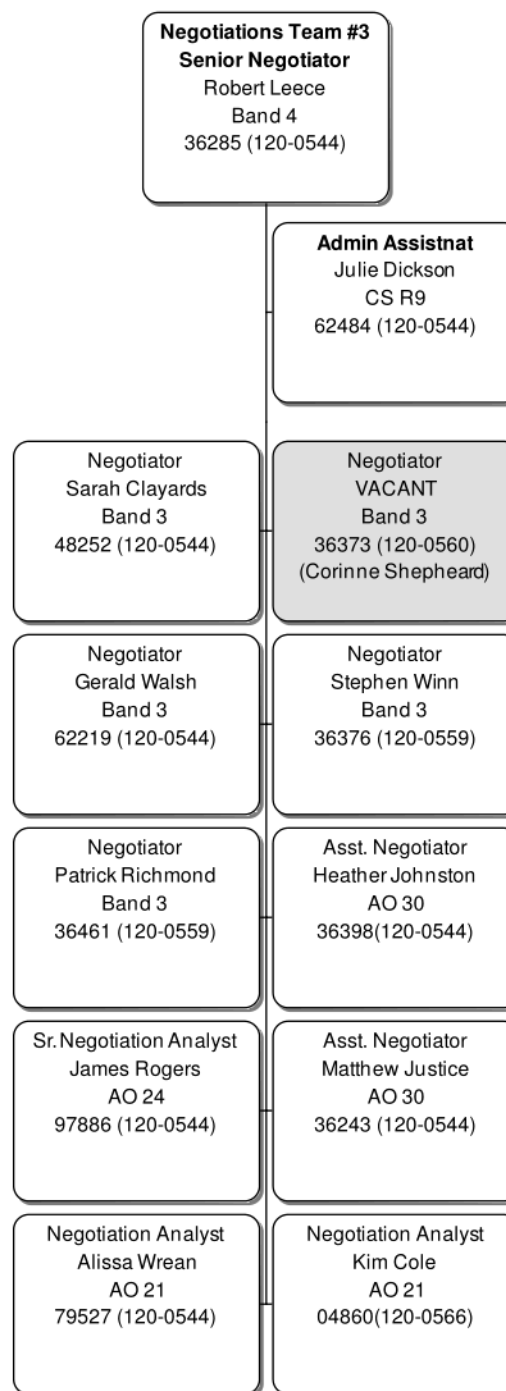 Negotiations Team #3
Senior Negotiator
Robert Leece
Band 4
36285 (120-0544)
Admin Assistnat
Julie Dickson
CS R9
62484 (120-0544)
Negotiator
Sarah Clayards
Band 3
48252 (120-0544)
Negotiator
VACANT
Band 3
36373 (120-0560)
(Corinne Shepheard)
Negotiator
Gerald Walsh
Band 3
62219 (120-0544)
Negotiator
Stephen Winn
Band 3
36376 (120-0559)
Negotiator
Patrick Richmond
Band 3
36461 (120-0559)
Asst. Negotiator
Heather Johnston
AO 30
36398(120-0544)
Sr. Negotiation Analyst
James Rogers
AO 24
97886 (120-0544)
Asst. Negotiator
Matthew Justice
AO 30
36243 (120-0544)
Negotiation Analyst
Alissa Wrean
AO 21
79527 (120-0544)
Negotiation Analyst
Kim Cole
AO 21
04860(120-0566)